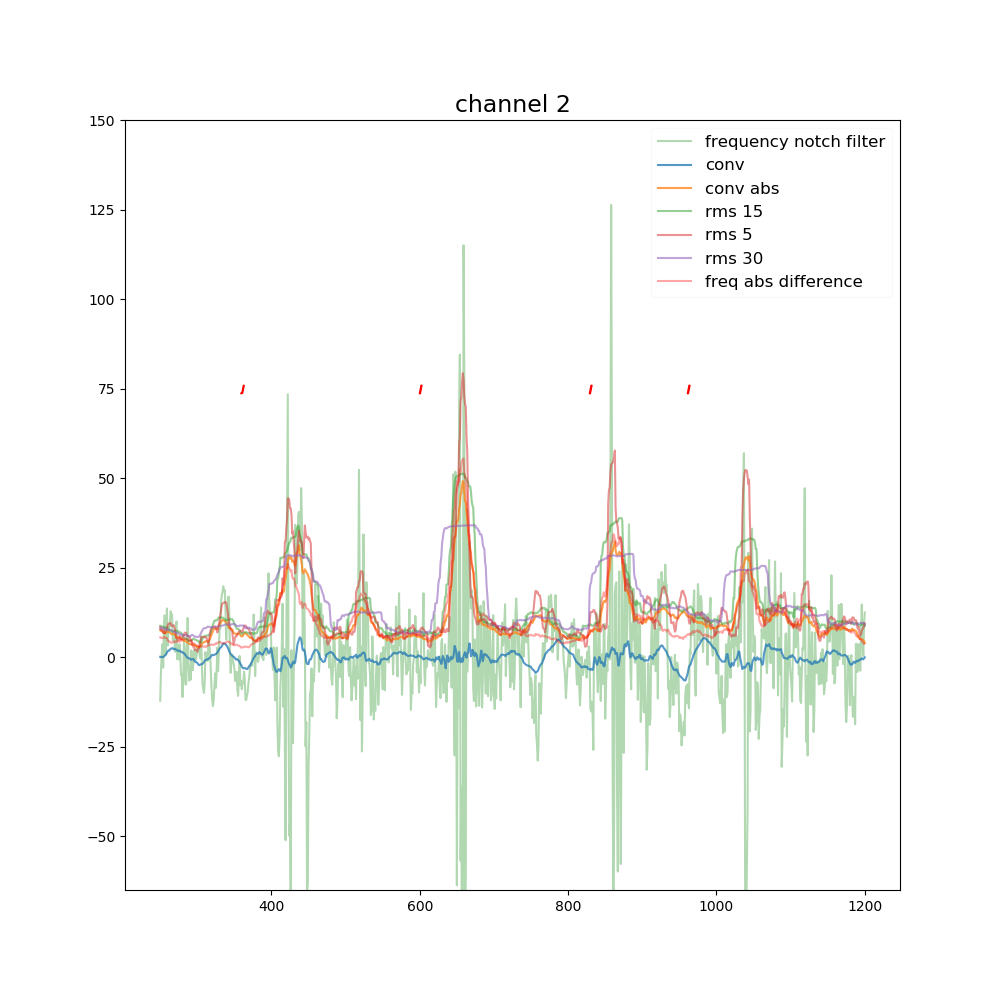 channel 2
150
125
100
75
50
25
0
−25
−50
400 600 800 1000 1200
frequency notch filter
conv
conv abs
rms 15
rms 5
rms 30
freq abs difference